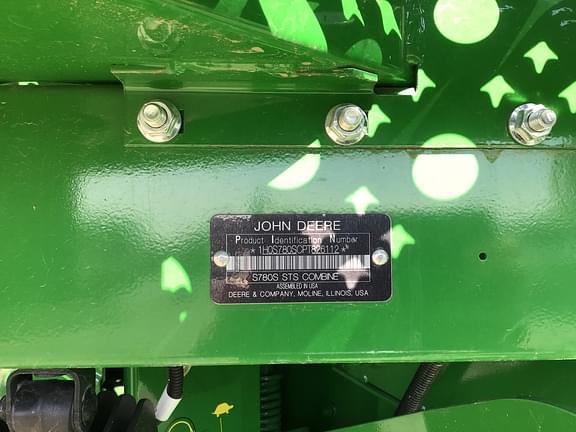 JOHN DEERE
Product Identification Number
*1H0S780SCPT826112*
S780S STS COMBINE
ASSEMBLED IN USA
DEERE & COMPANY, MOLINE, ILLINOIS, USA